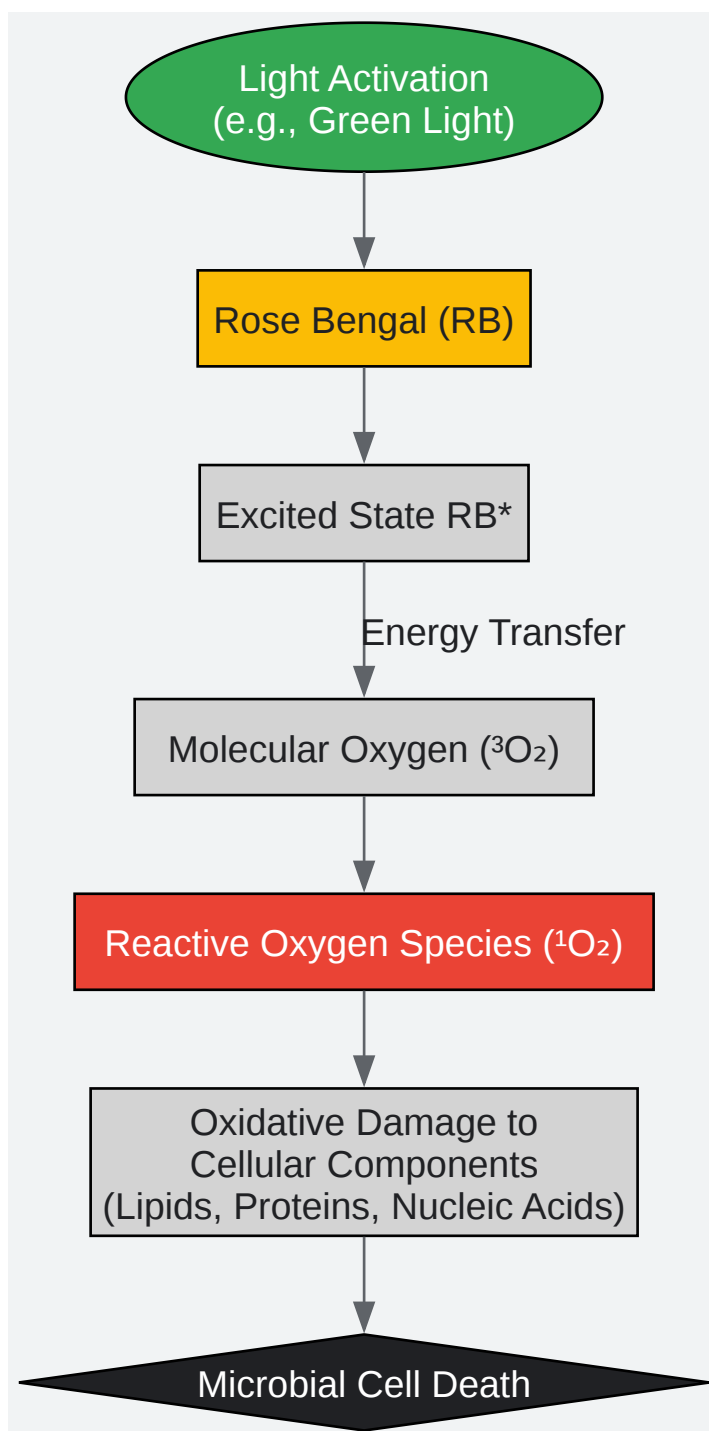 Light Activation
(e.g., Green Light)
Rose Bengal (RB)
Excited State RB*
Energy Transfer
Molecular Oxygen (³O₂)
Reactive Oxygen Species (¹O₂)
Oxidative Damage to
Cellular Components
(Lipids, Proteins, Nucleic Acids)
Microbial Cell Death